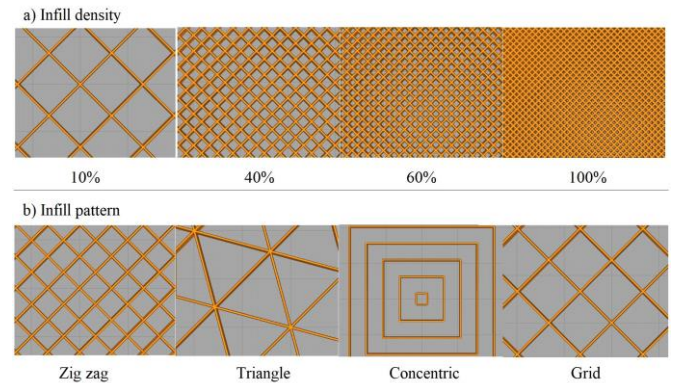 a) Infill density
10% 40% 60% 100%
b) Infill pattern
Zig zag Triangle Concentric Grid